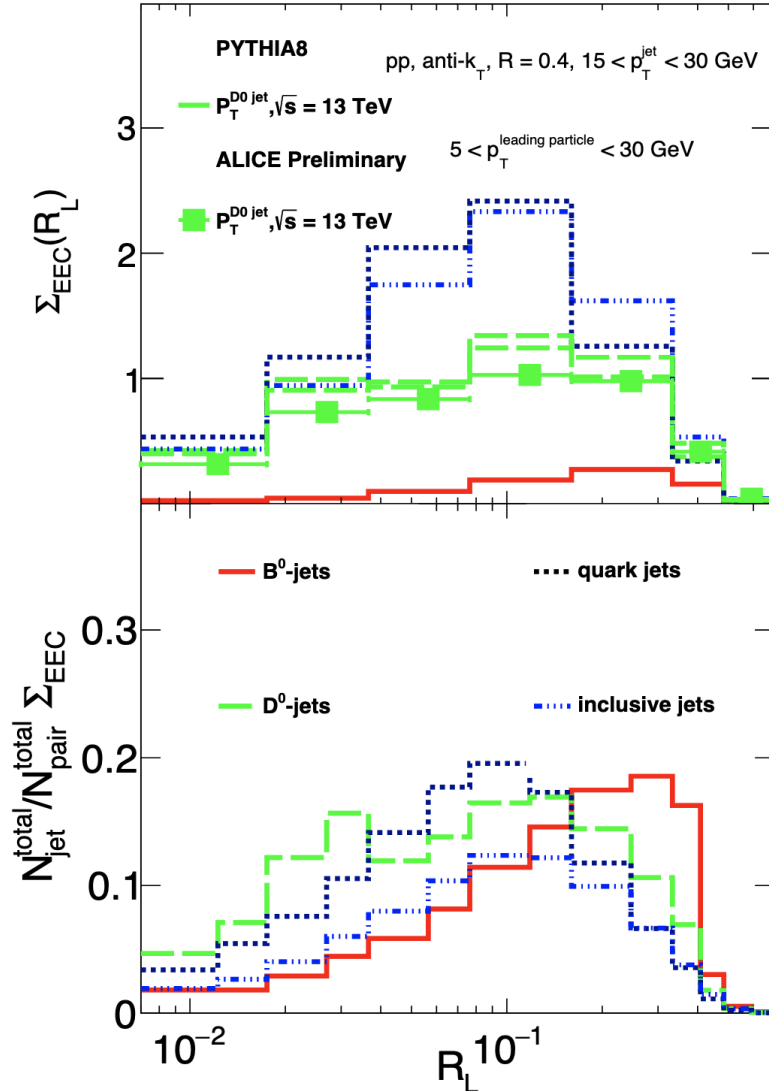 PYTHIA8
pp, anti-k_T, R = 0.4, 15 < p_T^jet < 30 GeV
P_T^D0 jet,√s = 13 TeV
ALICE Preliminary
5 < p_T^leading particle < 30 GeV
P_T^D0 jet,√s = 13 TeV
Σ_EEC(R_L)
3
2
1
B^0-jets
quark jets
D^0-jets
inclusive jets
N_jet^total/N_pair^total Σ_EEC
0.3
0.2
0.1
0
10^−2
10^−1
R_L